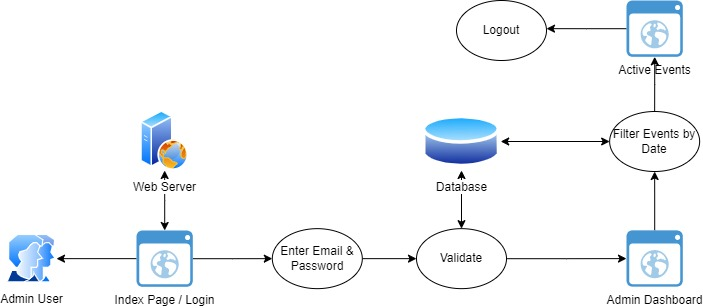 Logout
Active Events
Filter Events by
Date
Web Server
Database
Enter Email &
Password
Validate
Admin User
Index Page / Login
Admin Dashboard